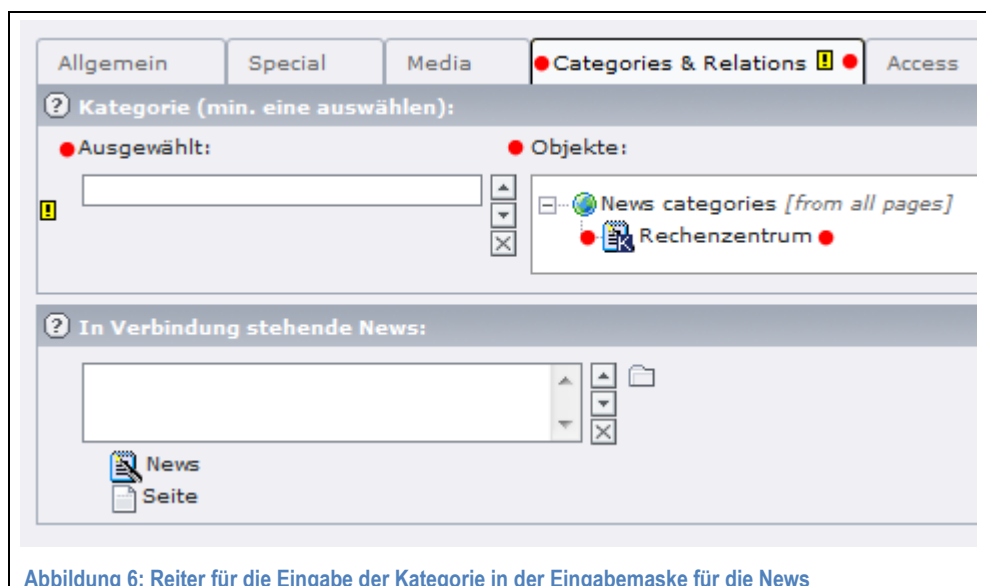 Allgemein Special Media Categories & Relations ! Access
? Kategorie (min. eine auswählen):
Ausgewählt: Objekte:
!
News categories [from all pages]
Rechenzentrum
? In Verbindung stehende News:
News
Seite
Abbildung 6: Reiter für die Eingabe der Kategorie in der Eingabemaske für die News